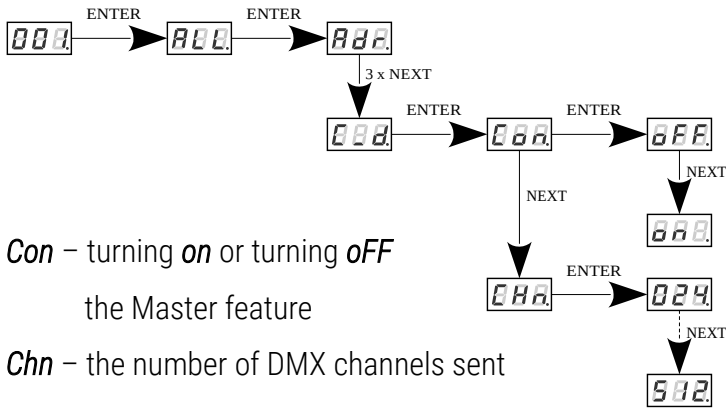 ENTER ENTER
001. ALL. Adr.
3 x NEXT
ENTER ENTER
C_d. Con. oFF.
NEXT NEXT
on.
Con – turning on or turning oFF
the Master feature
ENTER
CHn. 024.
NEXT
Chn – the number of DMX channels sent
512.